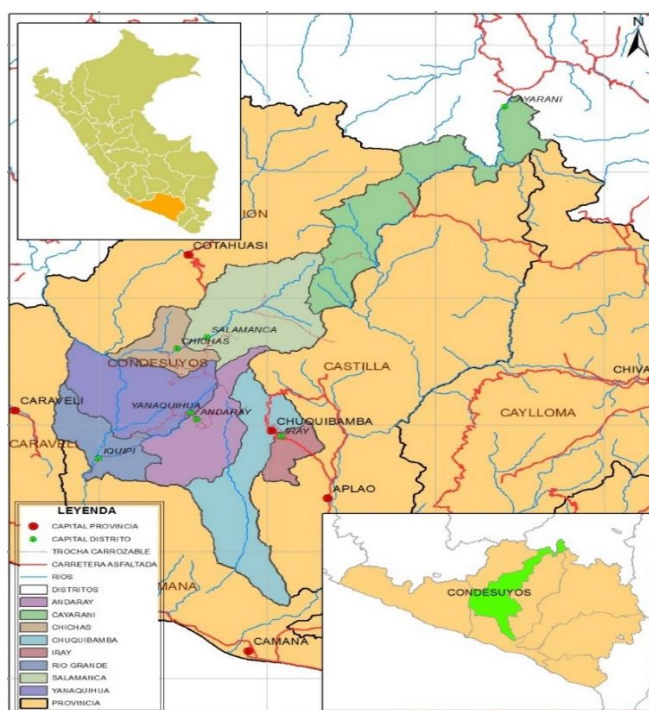 N
CAYARANI
ION
COTAHUASI
SALAMANCA
CHICHAS
CONDESUYOS
CASTILLA
CHIVA
CARAVELI
YANAQUIHUA
ANDARAY
CAYLLOMA
CARAVELI
CHUQUIBAMBA
IRAY
IQUIPI
APLAO
LEYENDA
CAPITAL PROVINCIA
CAPITAL DISTRITO
TROCHA CARROZABLE
CARRETERA ASFALTADA
RIOS
DISTRITOS
ANDARAY
CAYARANI
CHICHAS
CHUQUIBAMBA
IRAY
RIO GRANDE
SALAMANCA
YANAQUIHUA
PROVINCIA
MANA
CAMANA
CONDESUYOS